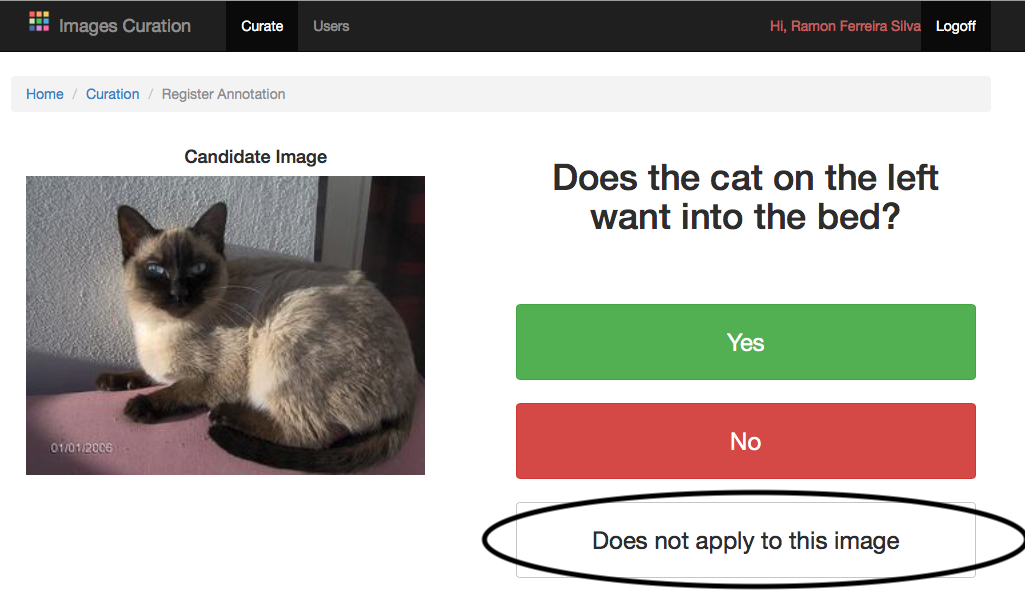 Images Curation Curate Users Hi, Ramon Ferreira Silva Logoff
Home / Curation / Register Annotation
Candidate Image
Does the cat on the left
want into the bed?
Yes
No
01/01/2006
Does not apply to this image